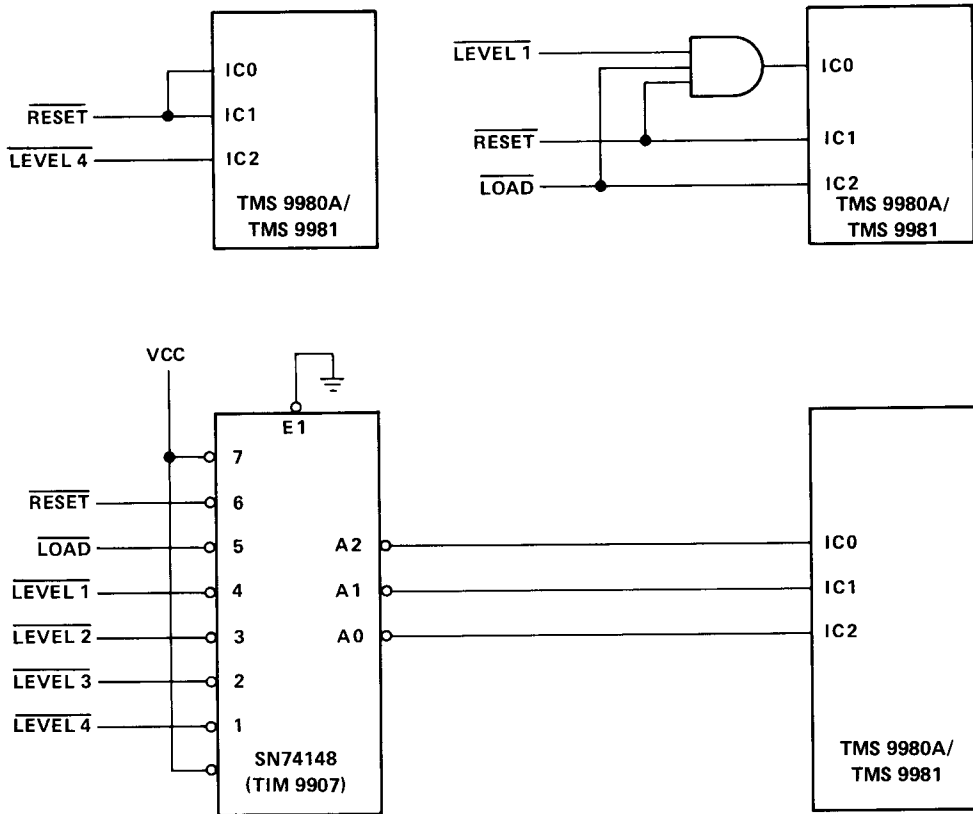 RESET
LEVEL 4
IC0
IC1
IC2
TMS 9980A/
TMS 9981
LEVEL 1
RESET
LOAD
IC0
IC1
IC2
TMS 9980A/
TMS 9981
VCC
E1
7
RESET
6
LOAD
5
A2
IC0
LEVEL 1
4
A1
IC1
LEVEL 2
3
A0
IC2
LEVEL 3
2
LEVEL 4
1
SN74148
(TIM 9907)
TMS 9980A/
TMS 9981